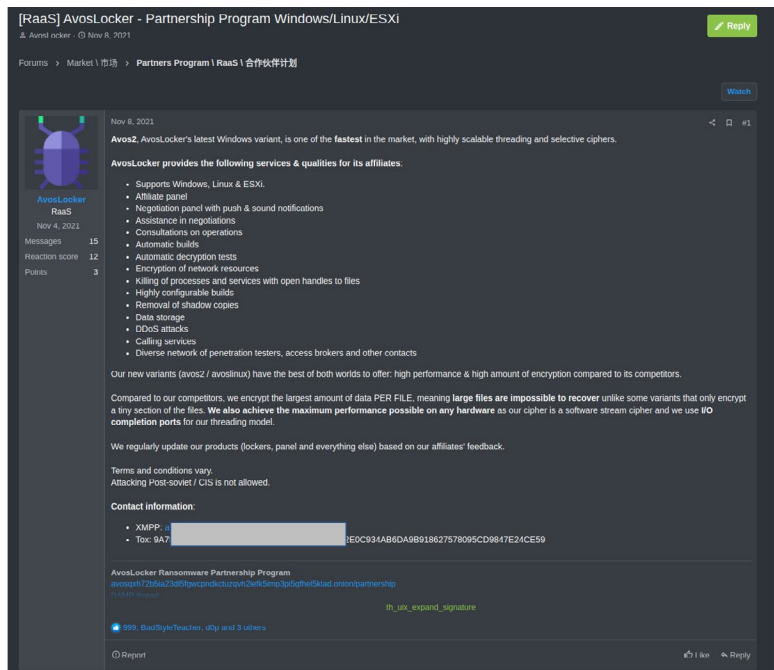 [RaaS] AvosLocker - Partnership Program Windows/Linux/ESXi
AvosLocker · Nov 8, 2021
Reply
Forums > Market \ 市场 > Partners Program \ RaaS \ 合作伙伴计划
Watch
Nov 8, 2021
#1
Avos2, AvosLocker's latest Windows variant, is one of the fastest in the market, with highly scalable threading and selective ciphers.
AvosLocker provides the following services & qualities for its affiliates:
• Supports Windows, Linux & ESXi.
• Affiliate panel
• Negotiation panel with push & sound notifications
• Assistance in negotiations
• Consultations on operations
• Automatic builds
• Automatic decryption tests
• Encryption of network resources
• Killing of processes and services with open handles to files
• Highly configurable builds
• Removal of shadow copies
• Data storage
• DDoS attacks
• Calling services
• Diverse network of penetration testers, access brokers and other contacts
AvosLocker
RaaS
Nov 4, 2021
Messages 15
Reaction score 12
Points 3
Our new variants (avos2 / avoslinux) have the best of both worlds to offer: high performance & high amount of encryption compared to its competitors.
Compared to our competitors, we encrypt the largest amount of data PER FILE, meaning large files are impossible to recover unlike some variants that only encrypt
a tiny section of the files. We also achieve the maximum performance possible on any hardware as our cipher is a software stream cipher and we use I/O
completion ports for our threading model.
We regularly update our products (lockers, panel and everything else) based on our affiliates' feedback.
Terms and conditions vary.
Attacking Post-soviet / CIS is not allowed.
Contact information:
• XMPP: a
• Tox: 9A7 2E0C934AB6DA9B918627578095CD9847E24CE59
AvosLocker Ransomware Partnership Program
th_uix_expand_signature
999, BadStyleTeacher, d0p and 3 others
Report
Like
Reply